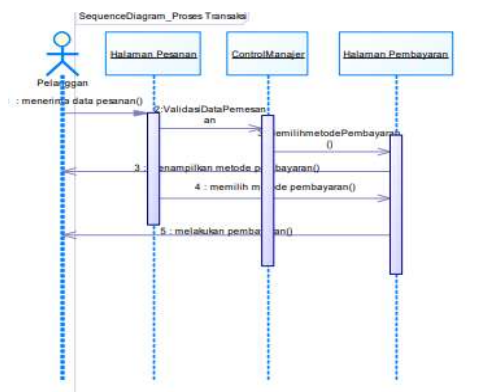 SequenceDiagram_Proses Transaksi
Halaman Pesanan
ControlManajer
Halaman Pembayaran
Pelanggan
: menerima data pesanan()
2:ValidasiDataPemesan
an
()
3 : menampilkan metode pembayaran()
4 : memilih metode pembayaran()
5 : melakukan pembayaran()